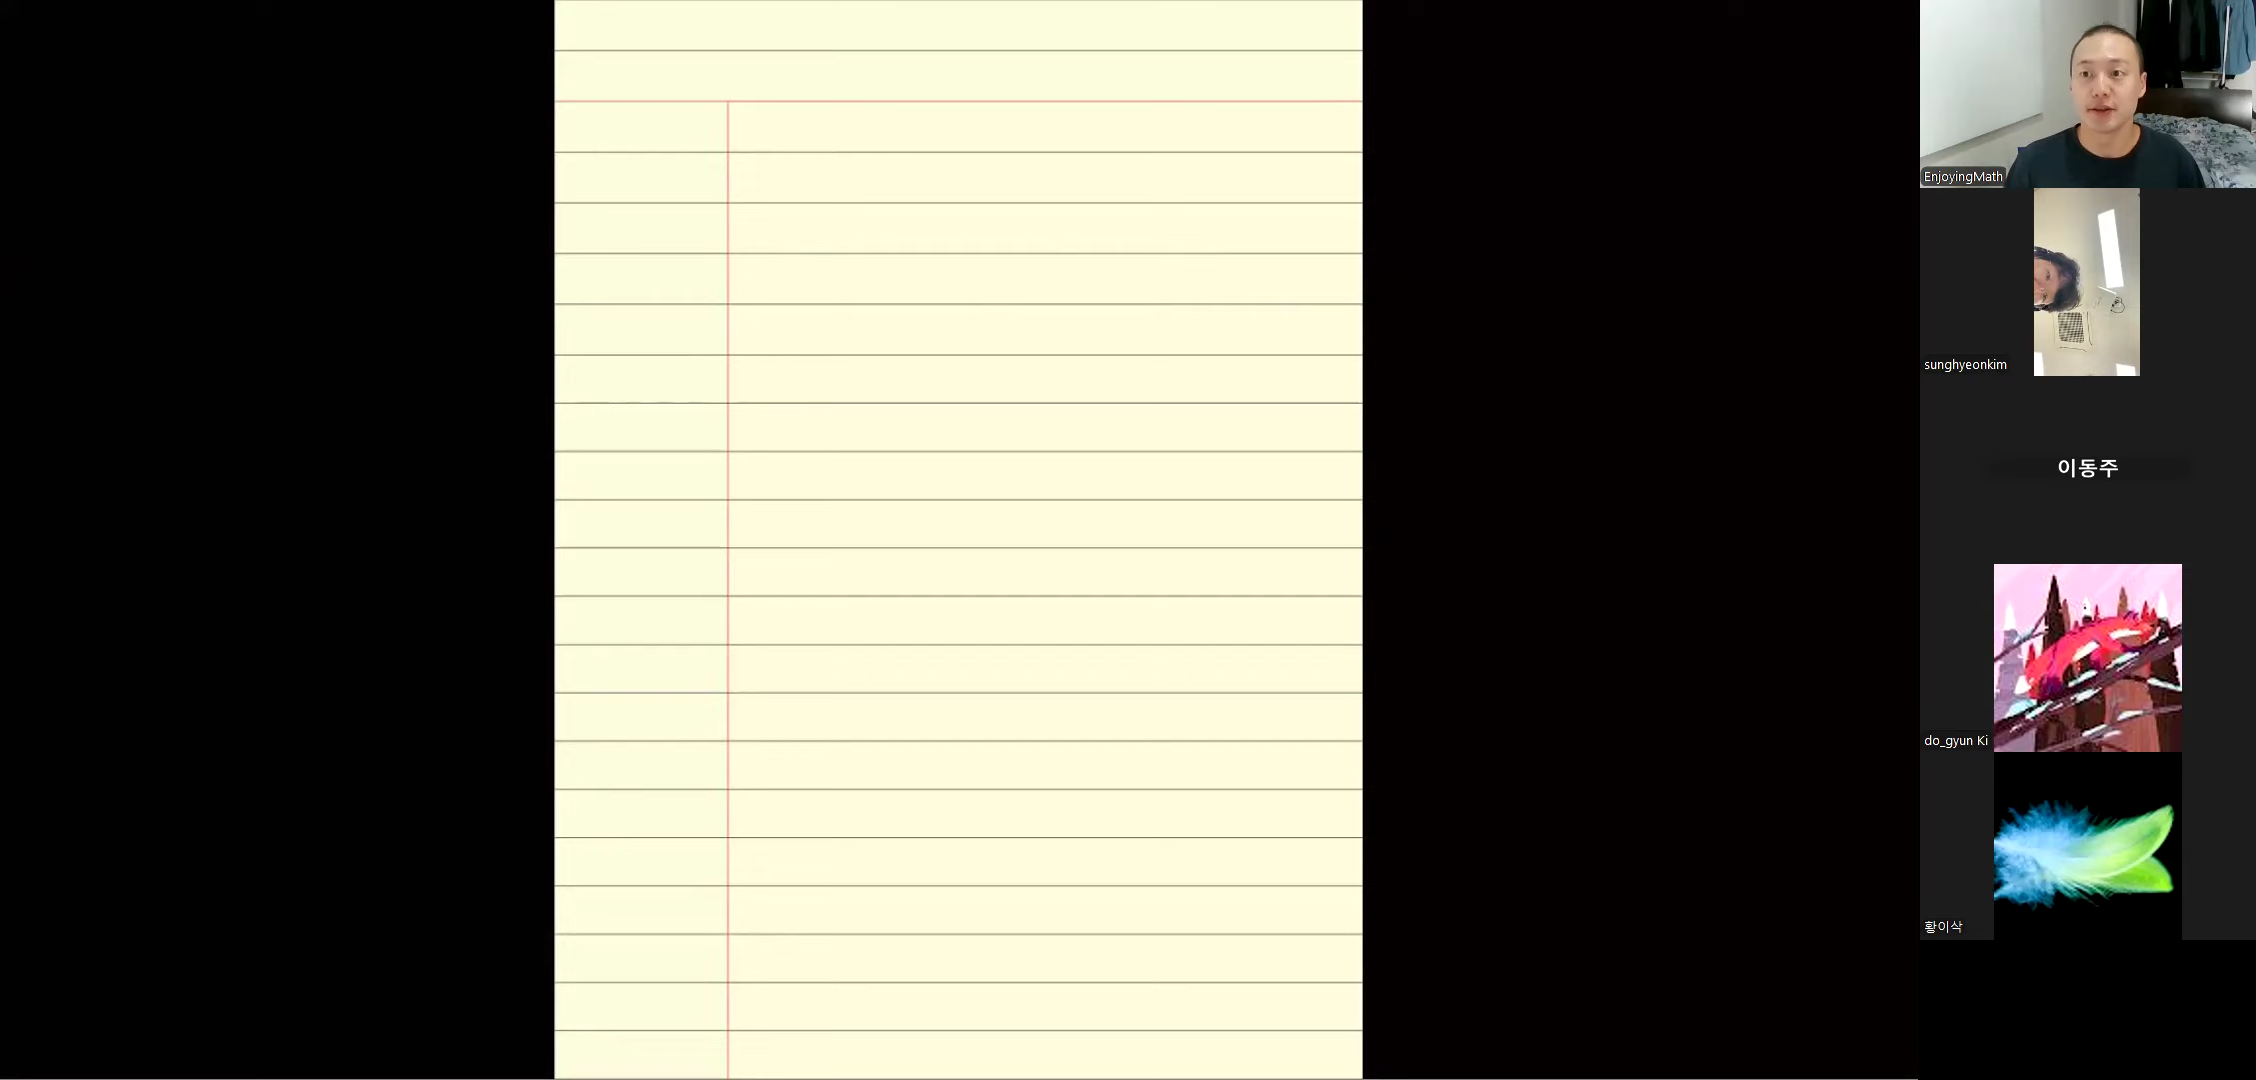 EnjoyingMath
sunghyeonkim
이동주
do_gyun Ki
황이삭